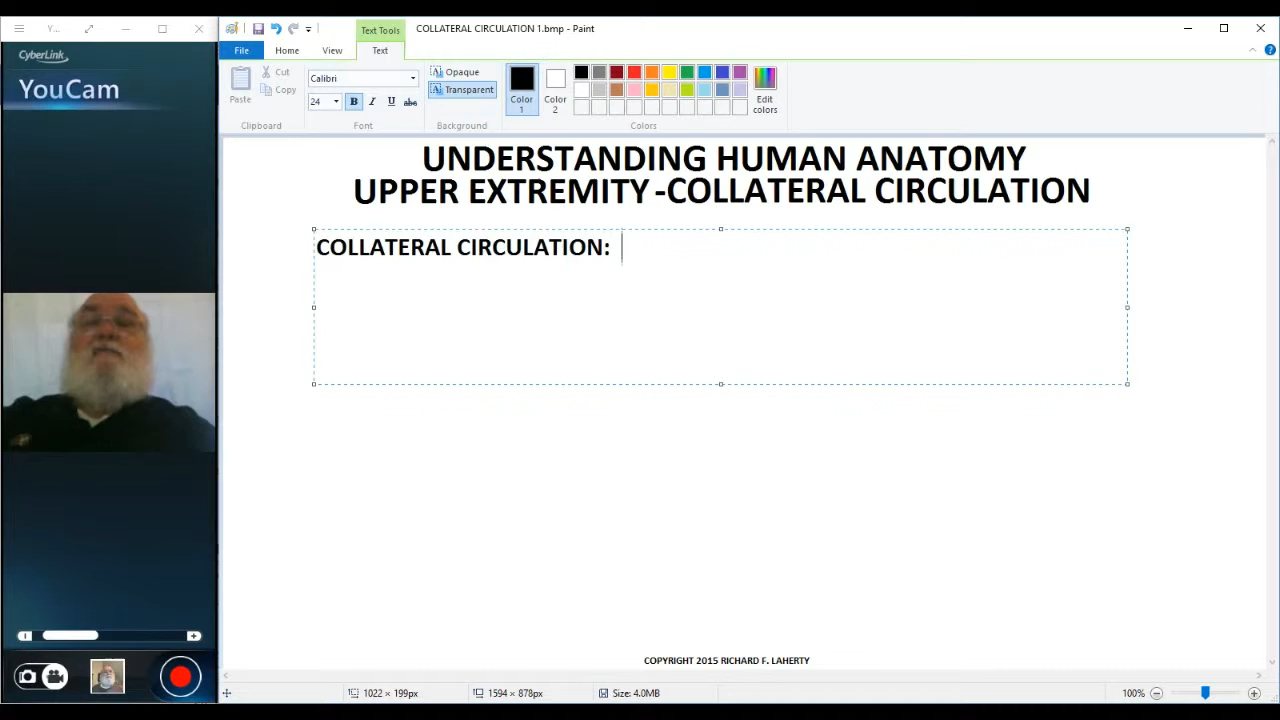 Y...
COLLATERAL CIRCULATION 1.bmp - Paint
Text Tools
File
Home
View
Text
CyberLink
YouCam
Paste
Cut
Copy
Clipboard
Calibri
24
B I U abc
Font
Opaque
Transparent
Background
Color 1
Color 2
Edit colors
Colors
UNDERSTANDING HUMAN ANATOMY
UPPER EXTREMITY -COLLATERAL CIRCULATION
COLLATERAL CIRCULATION:
COPYRIGHT 2015 RICHARD F. LAHERTY
1022 × 199px
1594 × 878px
Size: 4.0MB
100%